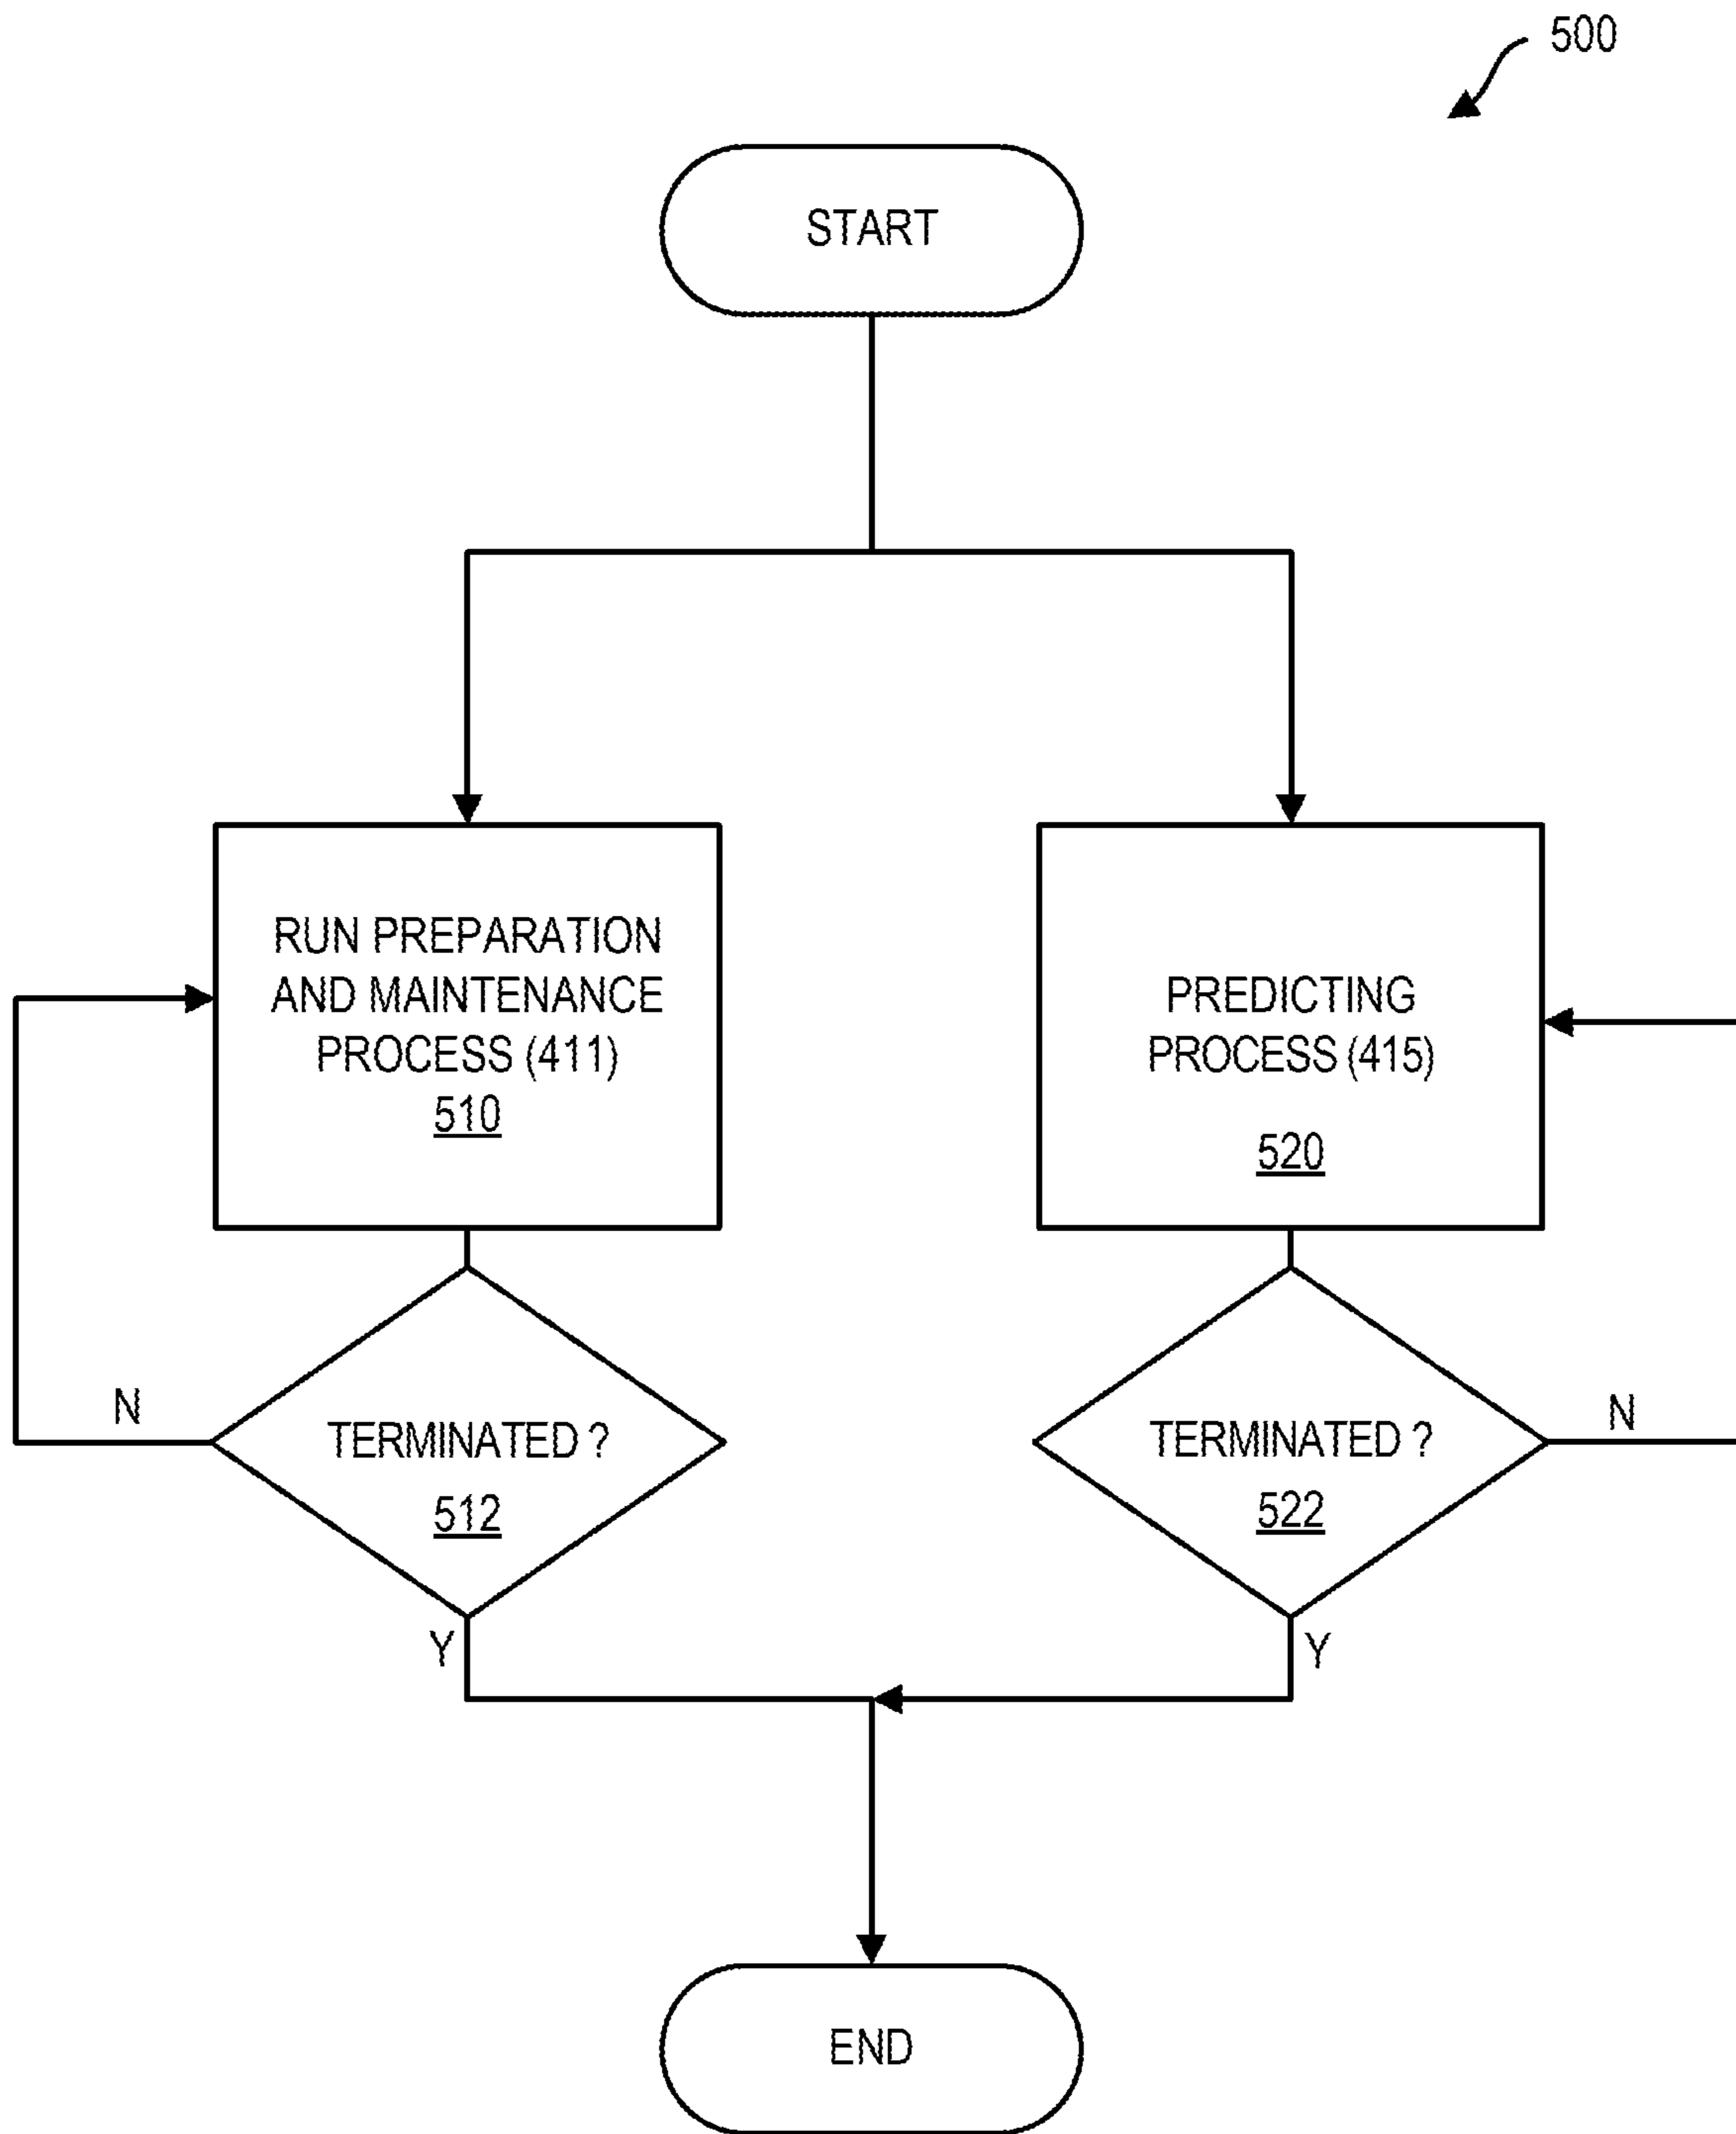 500
START
RUN PREPARATION
AND MAINTENANCE
PROCESS (411)
510
PREDICTING
PROCESS (415)
520
N
TERMINATED ?
512
Y
TERMINATED ?
522
N
Y
END